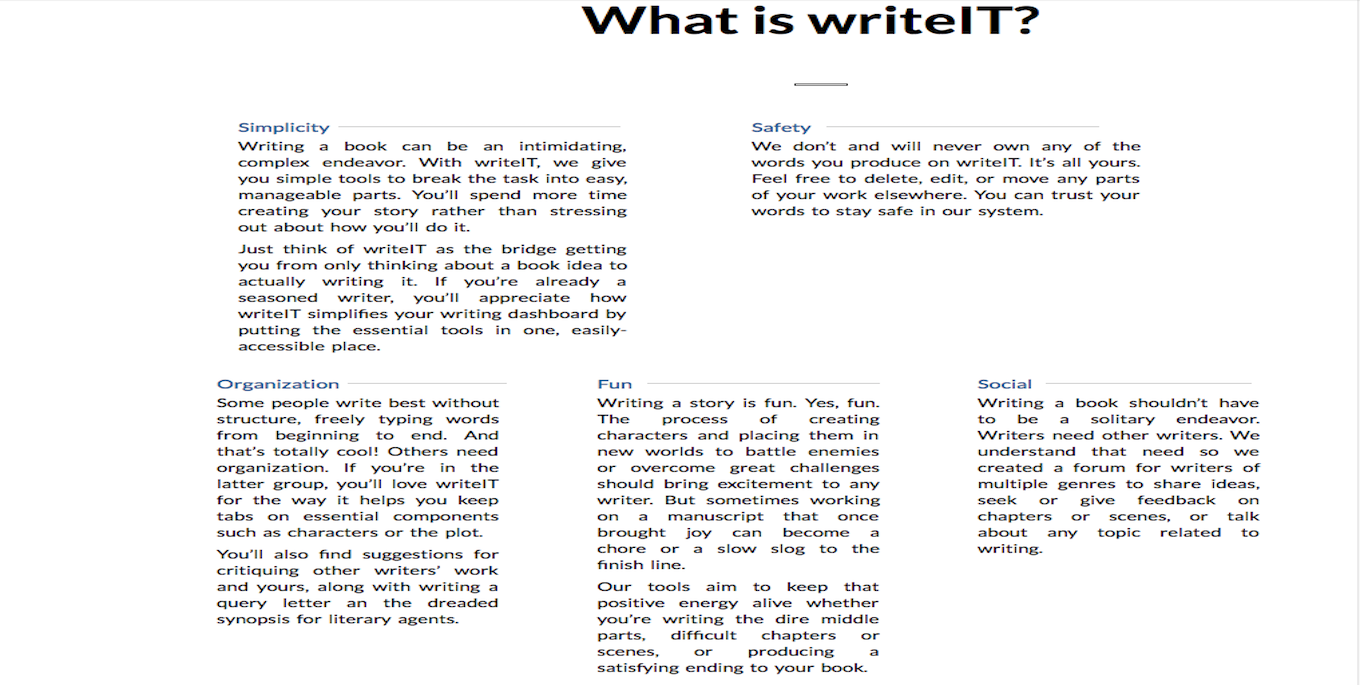 What is writeIT?
Simplicity
Writing a book can be an intimidating,
complex endeavor. With writeIT, we give
you simple tools to break the task into easy,
manageable parts. You'll spend more time
creating your story rather than stressing
out about how you'll do it.
Just think of writeIT as the bridge getting
you from only thinking about a book idea to
actually writing it. If you're already a
seasoned writer, you'll appreciate how
writeIT simplifies your writing dashboard by
putting the essential tools in one, easily-
accessible place.
Safety
We don't and will never own any of the
words you produce on writeIT. It's all yours.
Feel free to delete, edit, or move any parts
of your work elsewhere. You can trust your
words to stay safe in our system.
Organization
Some people write best without
structure, freely typing words
from beginning to end. And
that's totally cool! Others need
organization. If you're in the
latter group, you'll love writeIT
for the way it helps you keep
tabs on essential components
such as characters or the plot.
You'll also find suggestions for
critiquing other writers' work
and yours, along with writing a
query letter an the dreaded
synopsis for literary agents.
Fun
Writing a story is fun. Yes, fun.
The process of creating
characters and placing them in
new worlds to battle enemies
or overcome great challenges
should bring excitement to any
writer. But sometimes working
on a manuscript that once
brought joy can become a
chore or a slow slog to the
finish line.
Our tools aim to keep that
positive energy alive whether
you're writing the dire middle
parts, difficult chapters or
scenes, or producing a
satisfying ending to your book.
Social
Writing a book shouldn't have
to be a solitary endeavor.
Writers need other writers. We
understand that need so we
created a forum for writers of
multiple genres to share ideas,
seek or give feedback on
chapters or scenes, or talk
about any topic related to
writing.